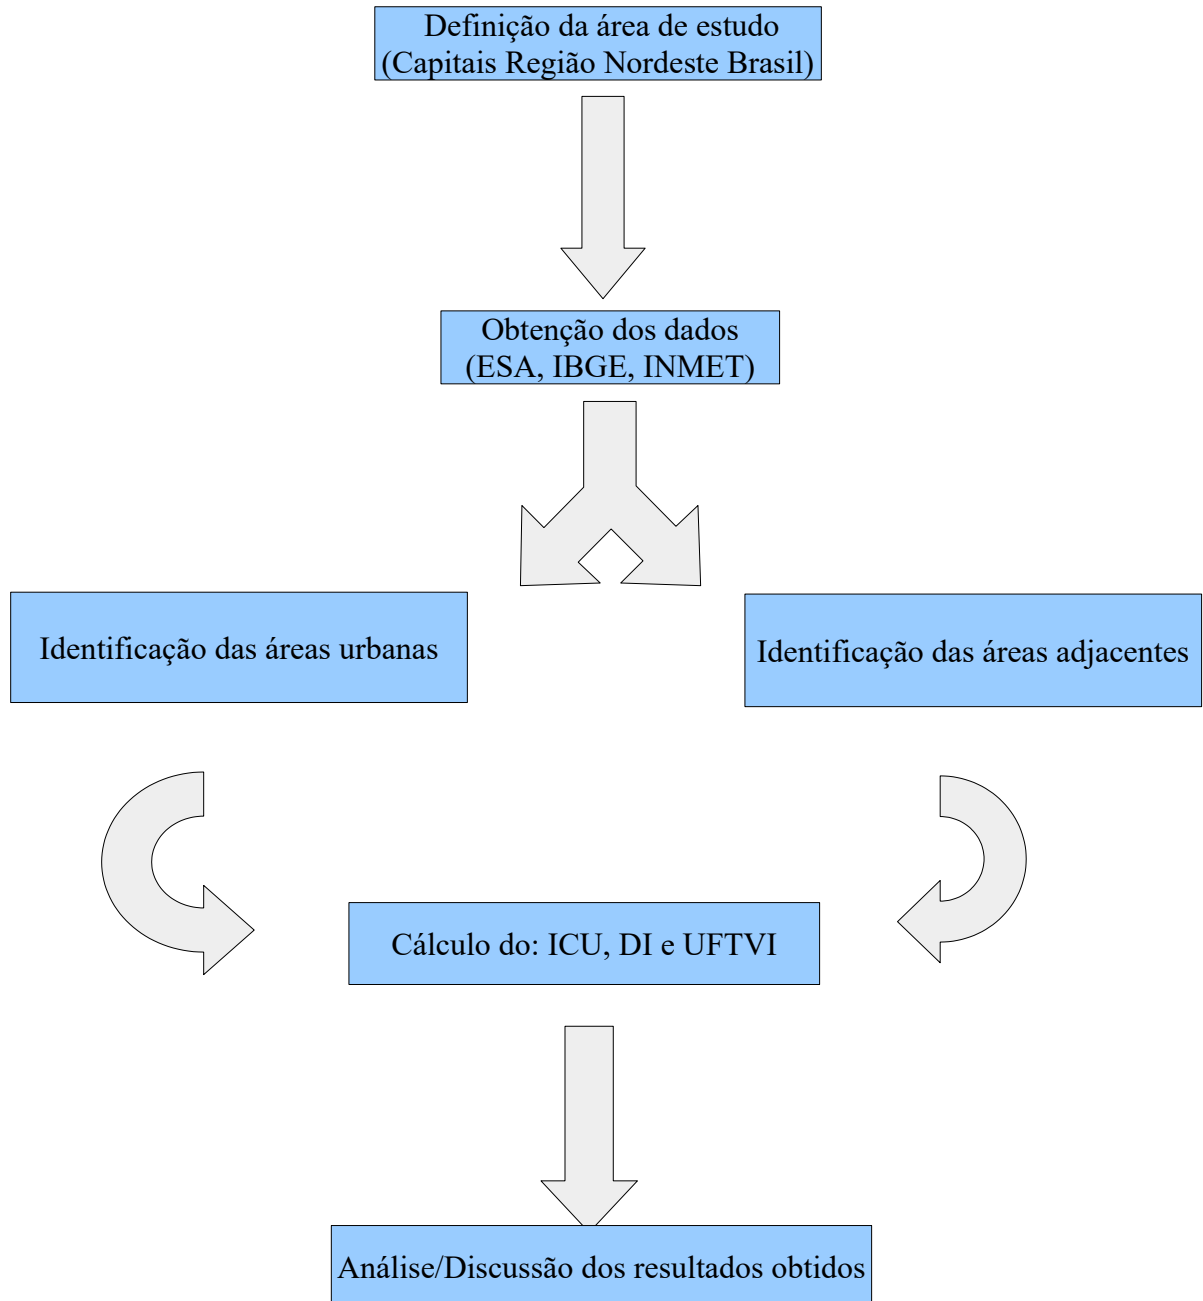 Definição da área de estudo
(Capitais Região Nordeste Brasil)
Obtenção dos dados
(ESA, IBGE, INMET)
Identificação das áreas urbanas
Identificação das áreas adjacentes
Cálculo do: ICU, DI e UFTVI
Análise/Discussão dos resultados obtidos